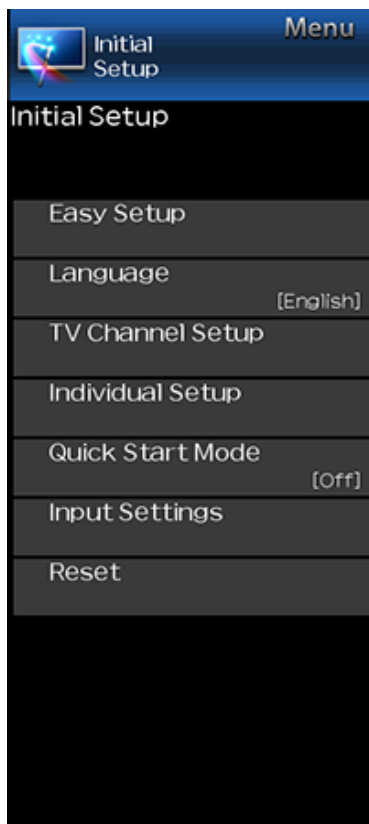 Menu
Initial
Setup
Initial Setup
Easy Setup
Language
[English]
TV Channel Setup
Individual Setup
Quick Start Mode
[Off]
Input Settings
Reset